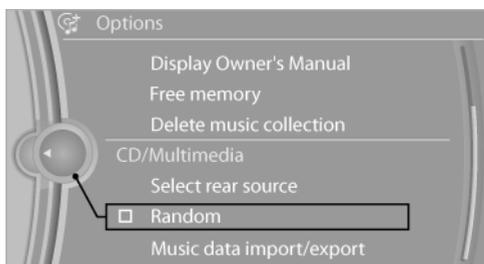 Options
Display Owner's Manual
Free memory
Delete music collection
CD/Multimedia
Select rear source
Random
Music data import/export